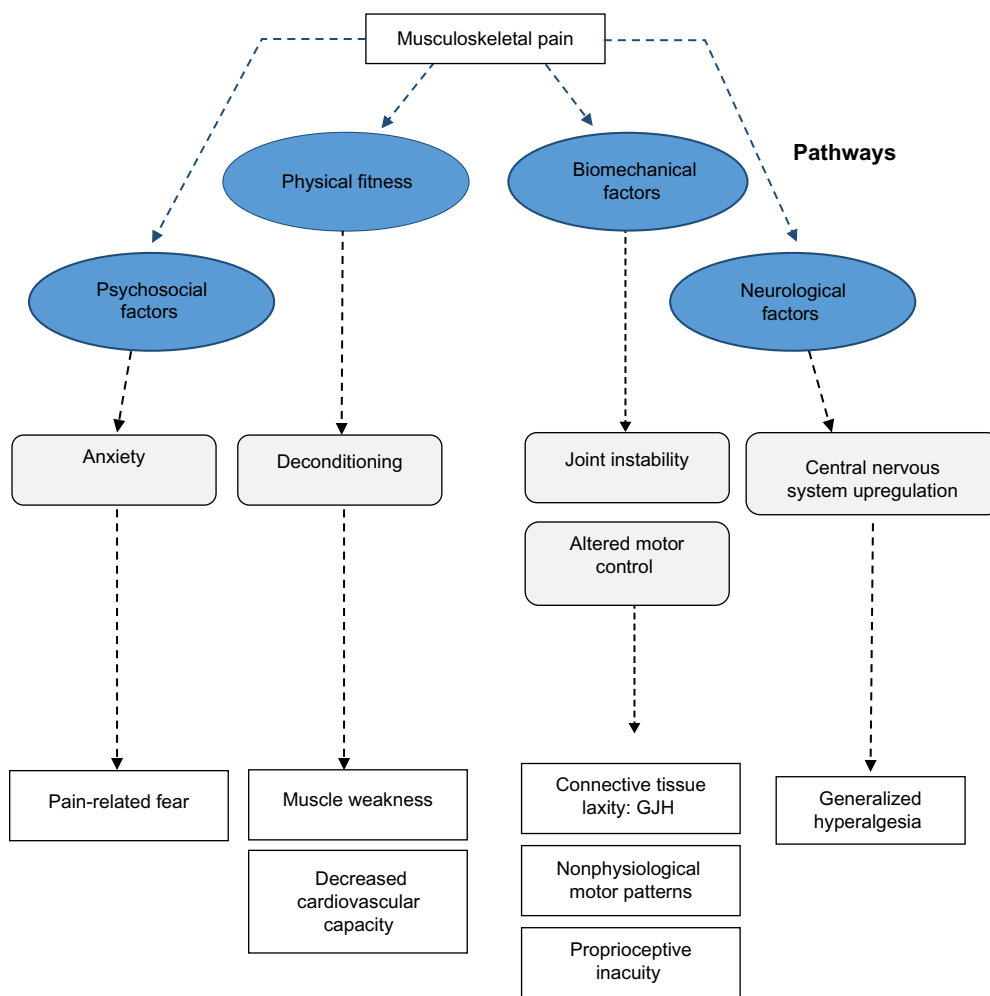 Musculoskeletal pain
Pathways
Physical fitness
Biomechanical
factors
Psychosocial
factors
Neurological
factors
Anxiety
Deconditioning
Joint instability
Central nervous
system upregulation
Altered motor
control
Pain-related fear
Muscle weakness
Connective tissue
laxity: GJH
Generalized
hyperalgesia
Decreased
cardiovascular
capacity
Nonphysiological
motor patterns
Proprioceptive
inacuity